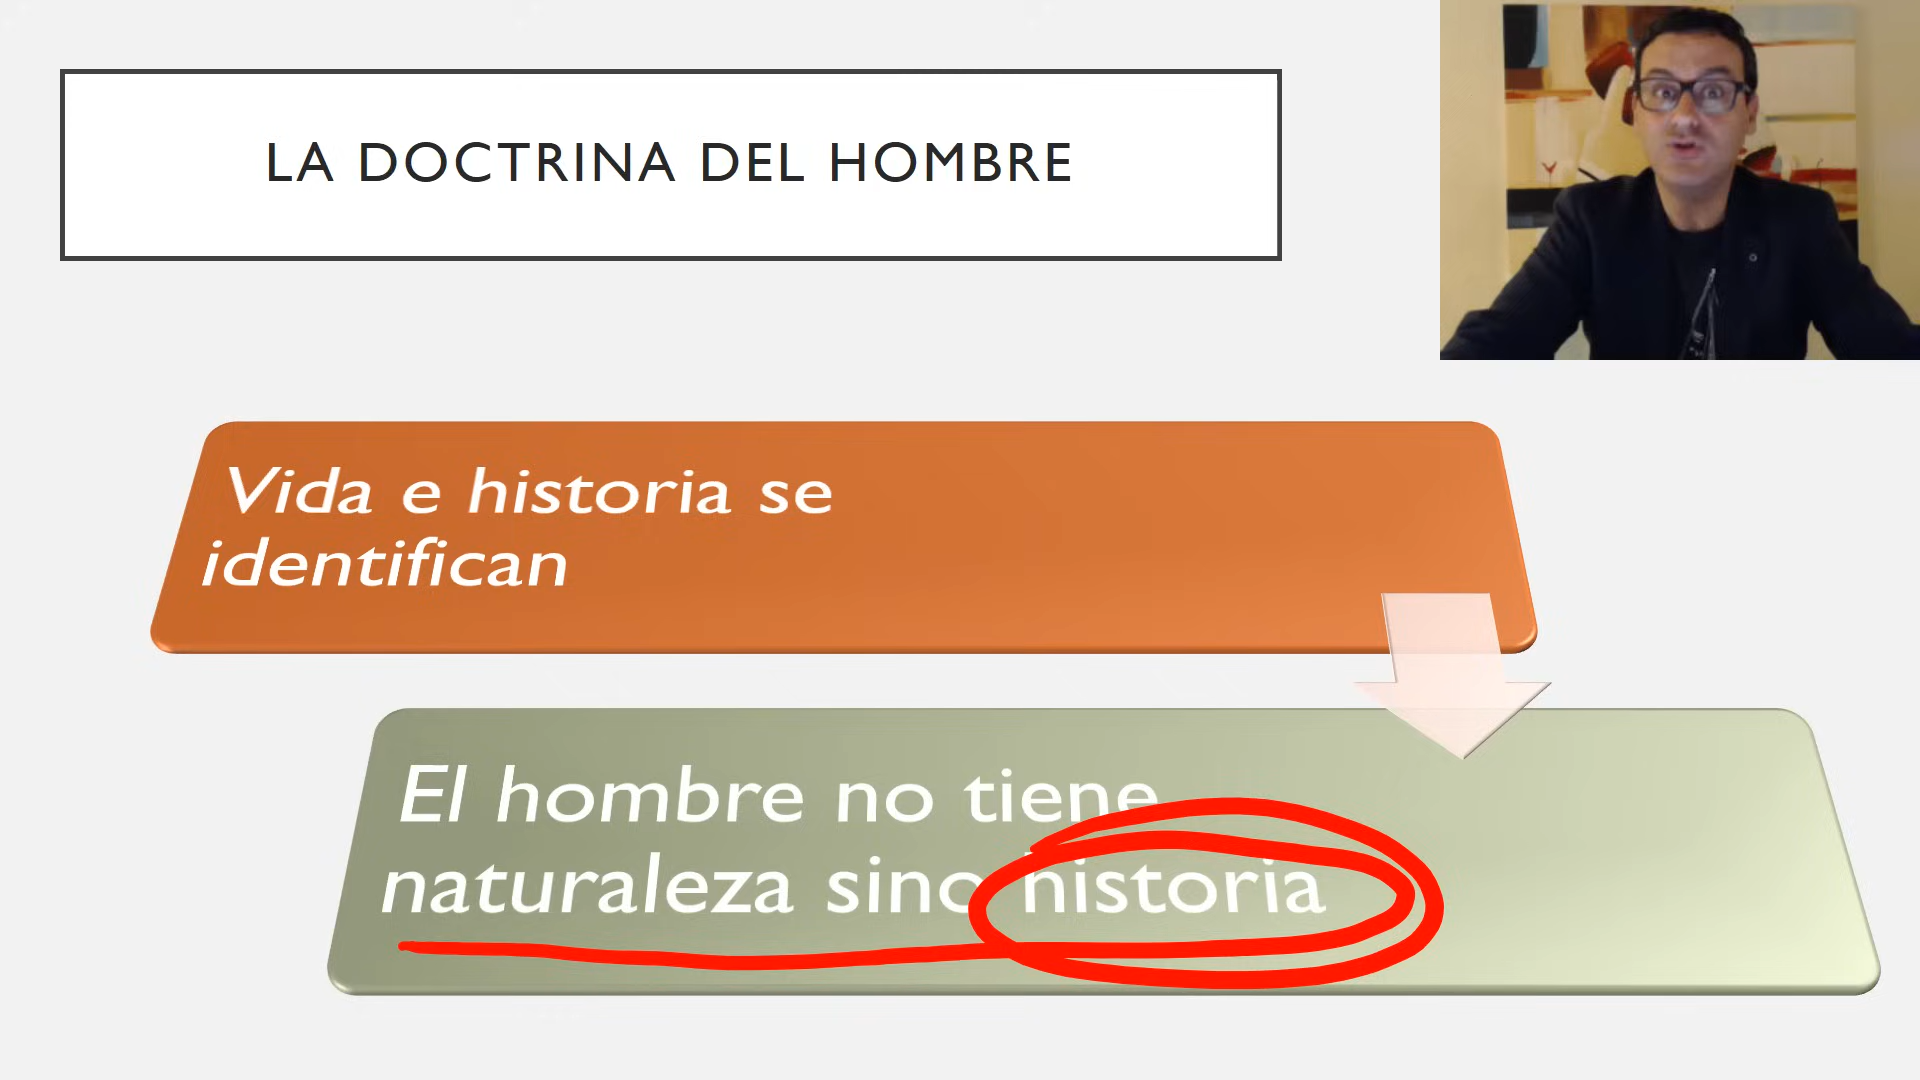 LA DOCTRINA DEL HOMBRE
Vida e historia se
identifican
El hombre no tiene
naturaleza sino historia